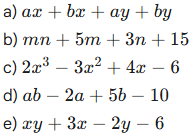 a) ax + bx + ay + by
b) mn + 5m + 3n + 15
c) 2x³ − 3x² + 4x − 6
d) ab − 2a + 5b − 10
e) xy + 3x − 2y − 6